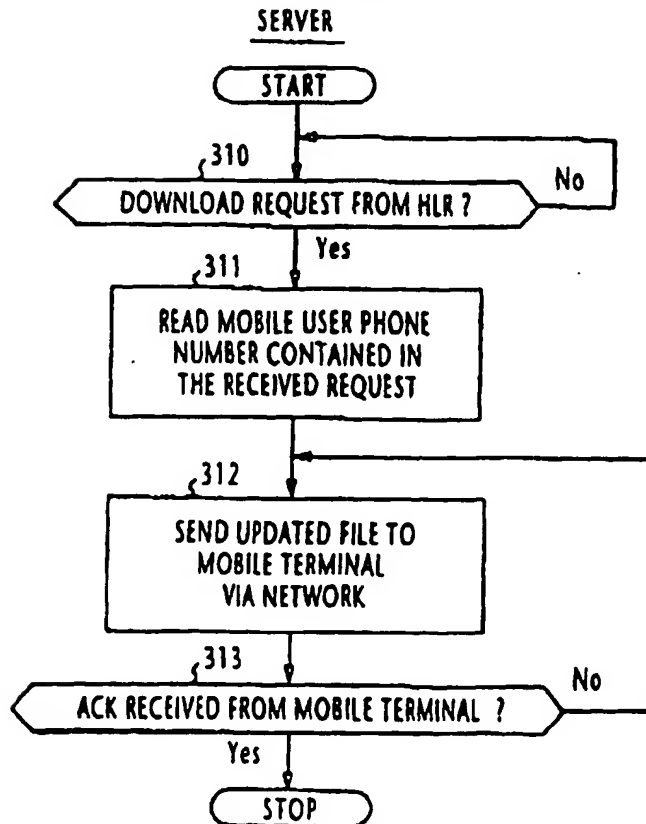 SERVER
START
310
No
DOWNLOAD REQUEST FROM HLR ?
Yes
311
READ MOBILE USER PHONE
NUMBER CONTAINED IN
THE RECEIVED REQUEST
312
SEND UPDATED FILE TO
MOBILE TERMINAL
VIA NETWORK
313
No
ACK RECEIVED FROM MOBILE TERMINAL ?
Yes
STOP